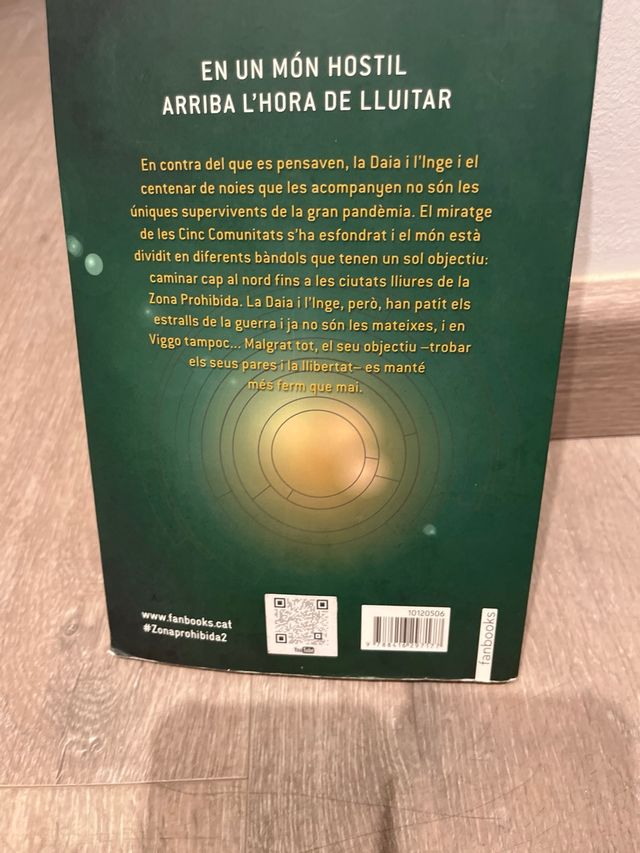 EN UN MÓN HOSTIL
ARRIBA L'HORA DE LLUITAR
En contra del que es pensaven, la Daia i l'Inge i el
centenar de noies que les acompanyen no són les
úniques supervivents de la gran pandèmia. El miratge
de les Cinc Comunitats s'ha esfondrat i el món està
dividit en diferents bàndols que tenen un sol objectiu:
caminar cap al nord fins a les ciutats lliures de la
Zona Prohibida. La Daia i l'Inge, però, han patit els
estralls de la guerra i ja no són les mateixes, i en
Viggo tampoc... Malgrat tot, el seu objectiu –trobar
els seus pares i la llibertat– es manté
més ferm que mai.
www.fanbooks.cat
#Zonaprohibida2
YouTube
10120506
9 788416 297177
fanbooks